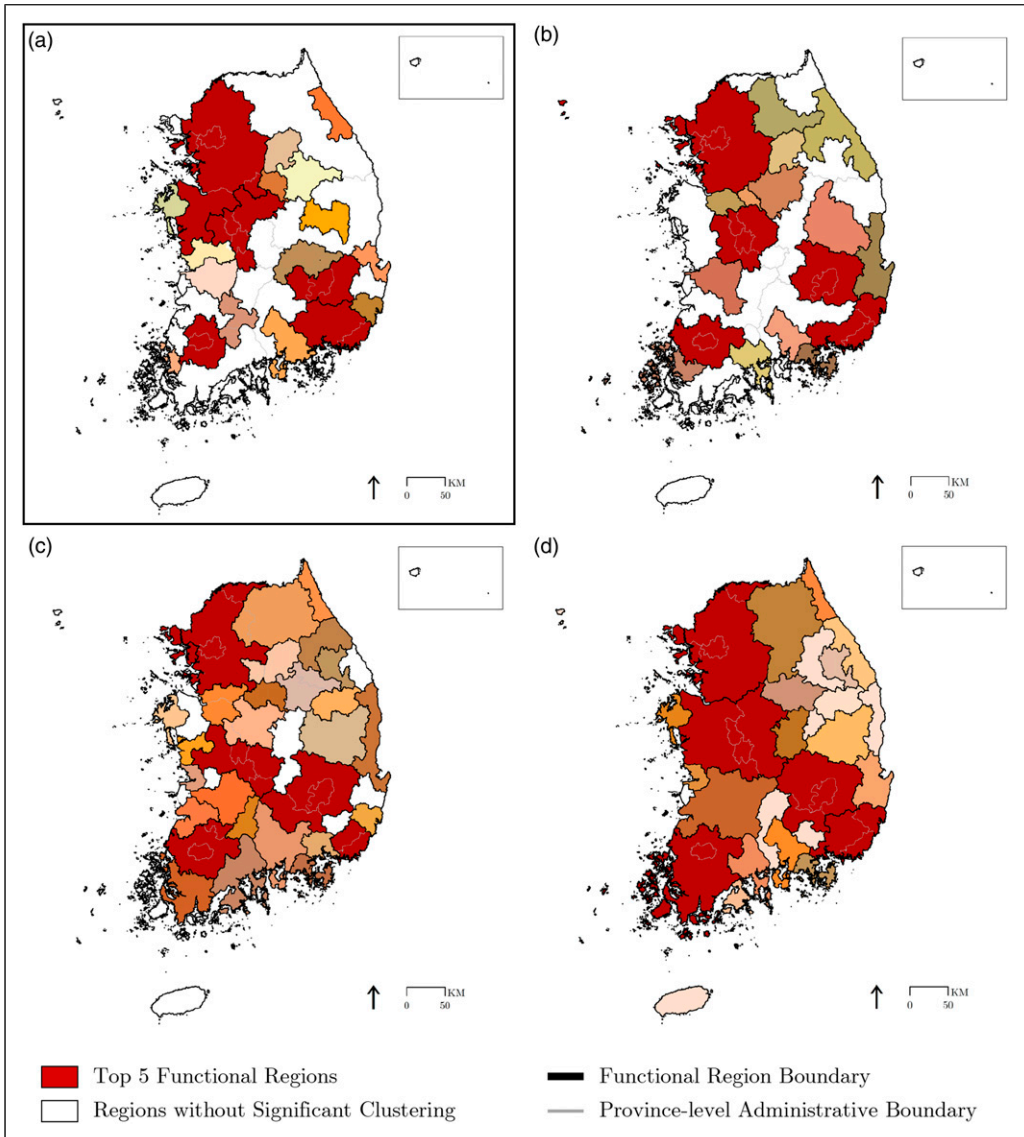 (a)
(b)
KM
0 50
KM
0 50
(c)
(d)
KM
0 50
KM
0 50
Top 5 Functional Regions
Functional Region Boundary
Regions without Significant Clustering
Province-level Administrative Boundary